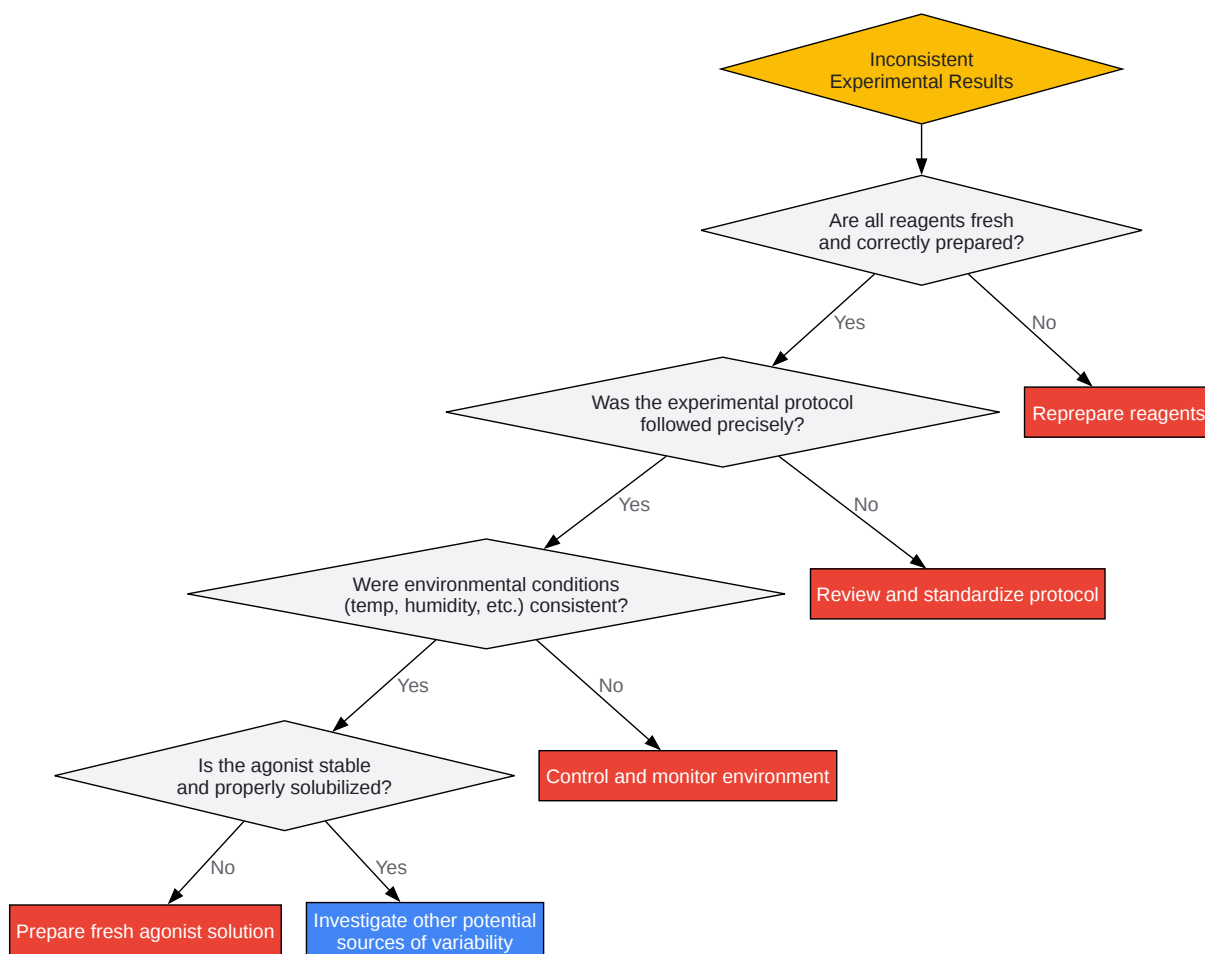 Inconsistent
Experimental Results
Are all reagents fresh
and correctly prepared?
Yes
No
Was the experimental protocol
followed precisely?
Reprepare reagents
Yes
No
Were environmental conditions
(temp, humidity, etc.) consistent?
Review and standardize protocol
Yes
No
Is the agonist stable
and properly solubilized?
Control and monitor environment
No
Yes
Prepare fresh agonist solution
Investigate other potential
sources of variability